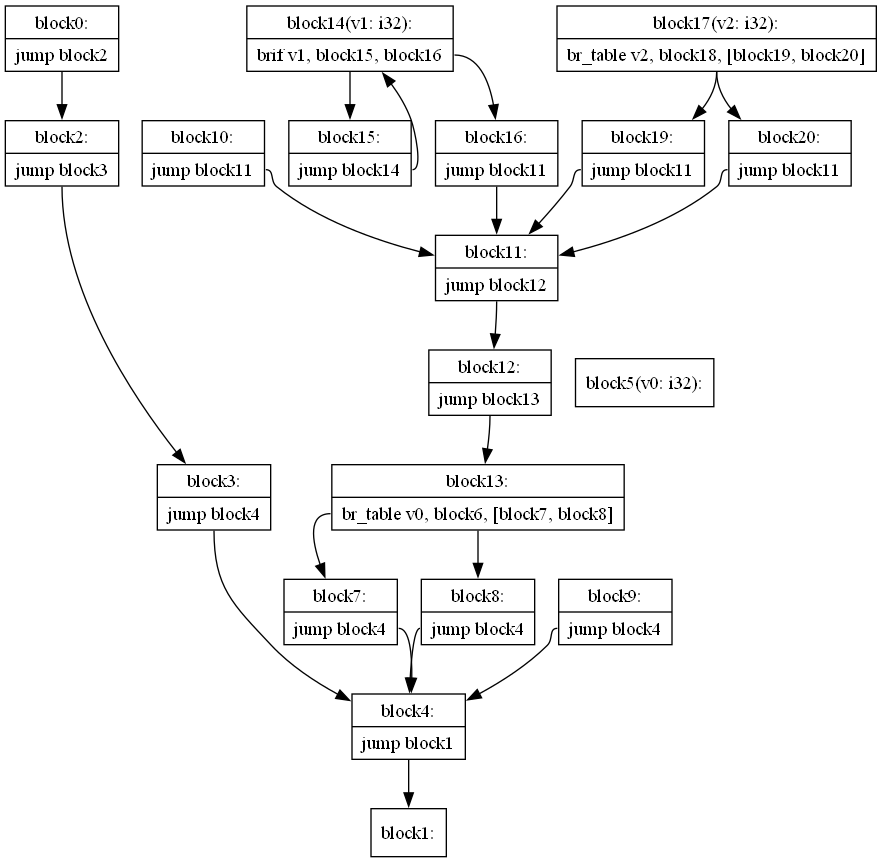 block0:
jump block2
block14(v1: i32):
brif v1, block15, block16
block17(v2: i32):
br_table v2, block18, [block19, block20]
block2:
jump block3
block10:
jump block11
block15:
jump block14
block16:
jump block11
block19:
jump block11
block20:
jump block11
block11:
jump block12
block12:
jump block13
block5(v0: i32):
block3:
jump block4
block13:
br_table v0, block6, [block7, block8]
block7:
jump block4
block8:
jump block4
block9:
jump block4
block4:
jump block1
block1: